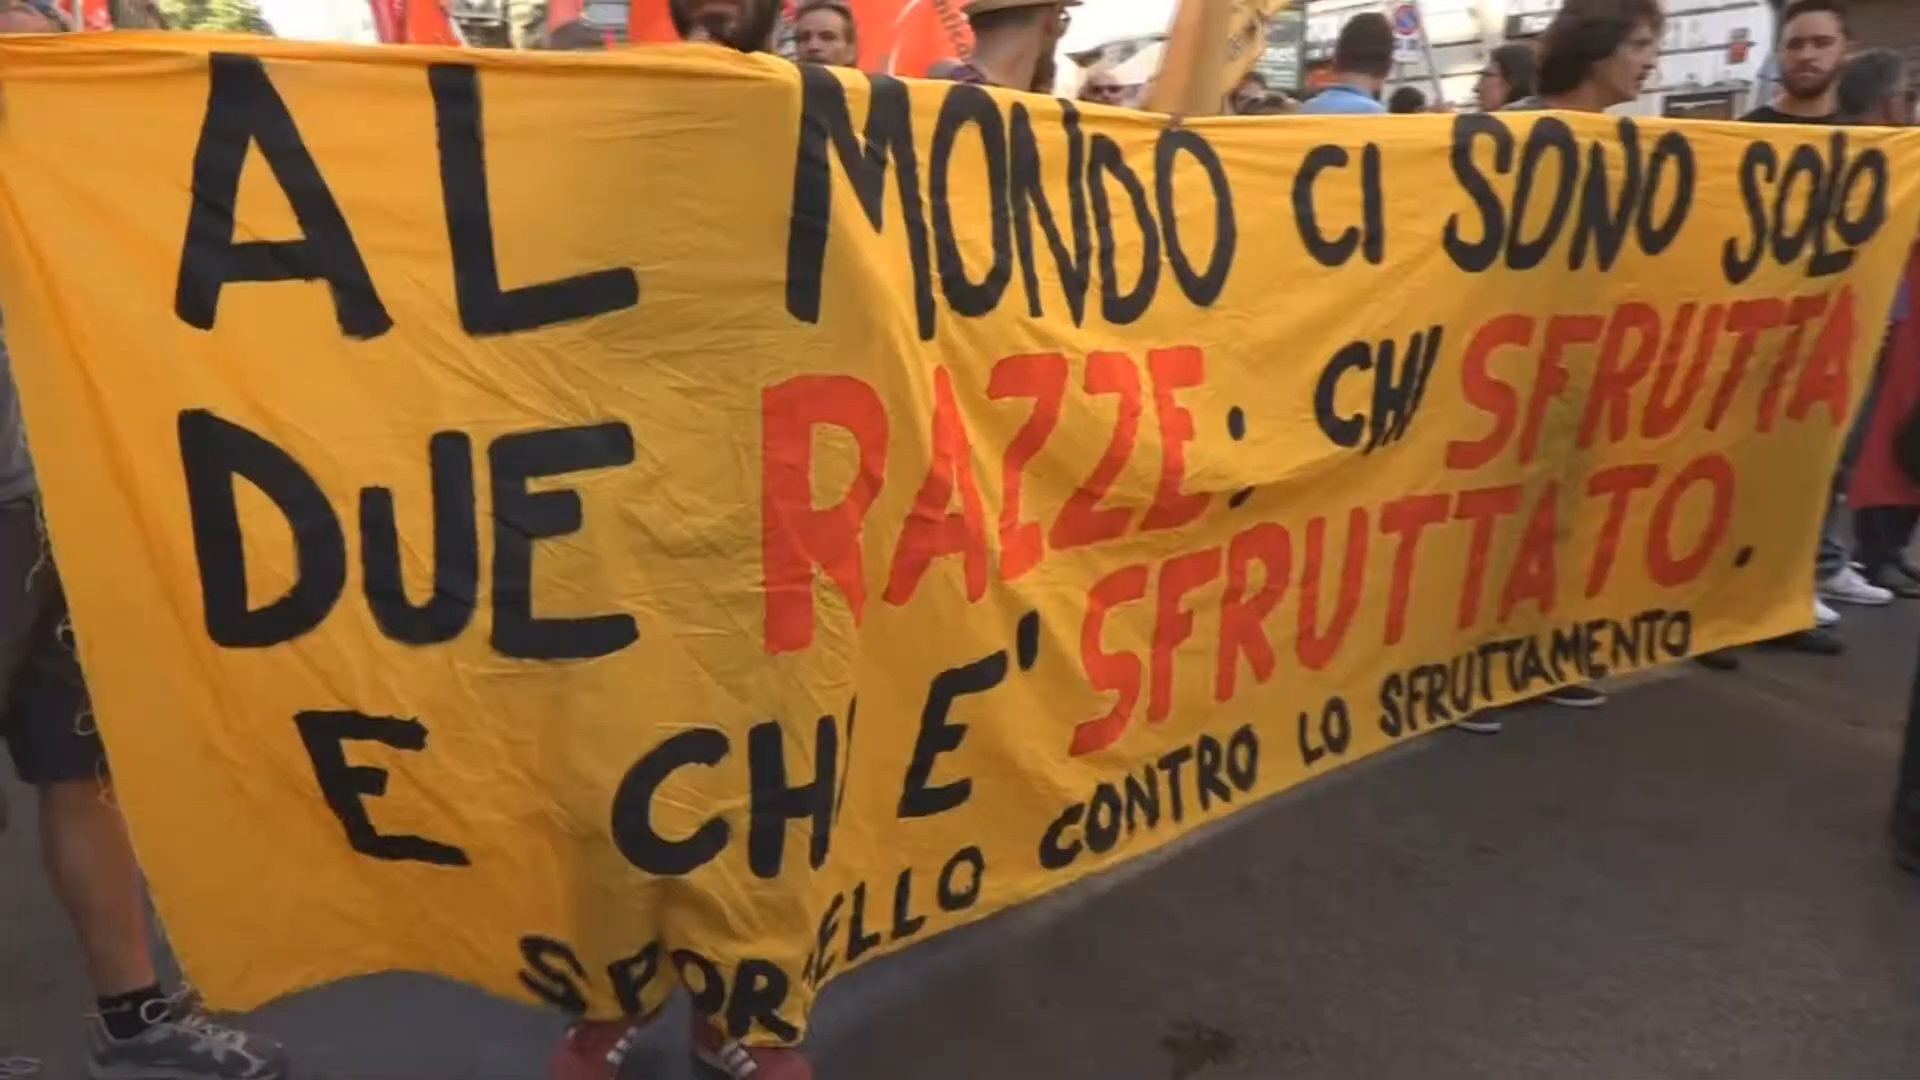 AL MONDO CI SONO SOLO
DUE RAZZE: CHI SFRUTTA
E CHI E' SFRUTTATO.
SPORTELLO CONTRO LO SFRUTTAMENTO